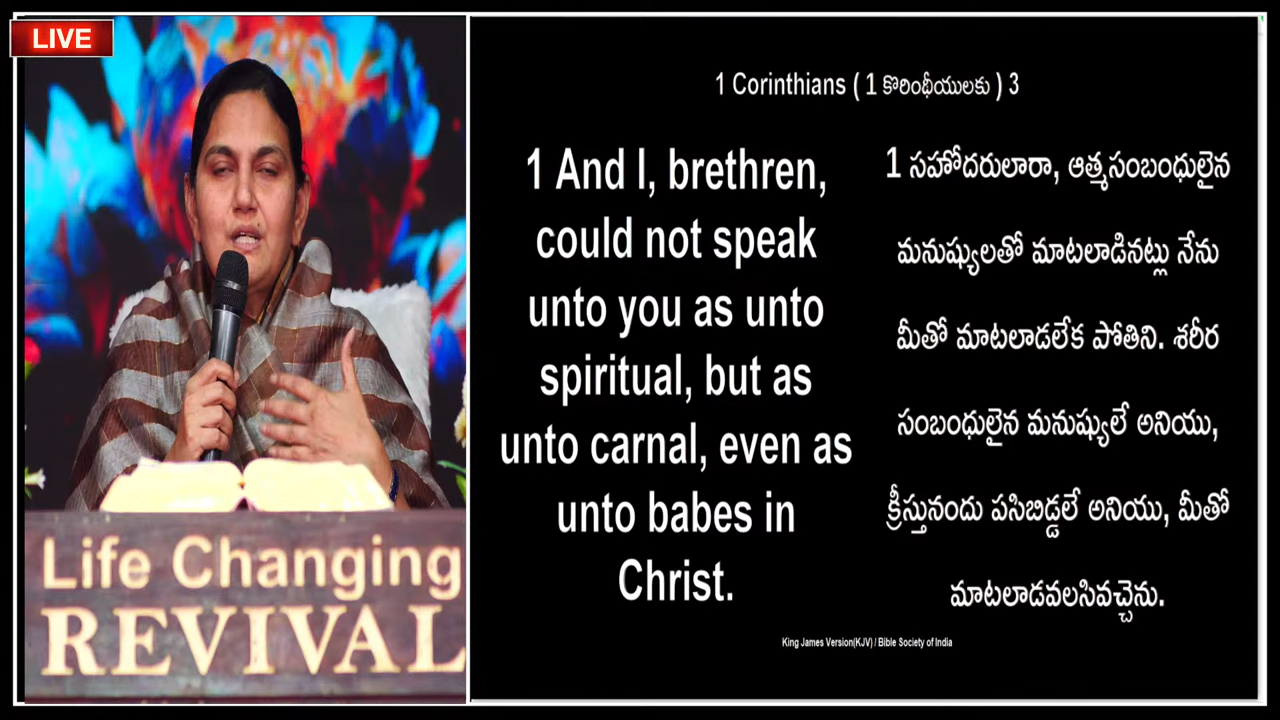 LIVE
1 Corinthians ( 1 కొరింథీయులకు ) 3
1 And I, brethren,
could not speak
unto you as unto
spiritual, but as
unto carnal, even as
unto babes in
Christ.
1 సహోదరులారా, ఆత్మసంబంధులైన
మనుష్యులతో మాటలాడినట్లు నేను
మీతో మాటలాడలేక పోతిని. శరీర
సంబంధులైన మనుష్యులే అనియు,
క్రీస్తునందు పసిబిడ్డలే అనియు, మీతో
మాటలాడవలసివచ్చెను.
King James Version(KJV) / Bible Society of India
Life Changing
REVIVAL